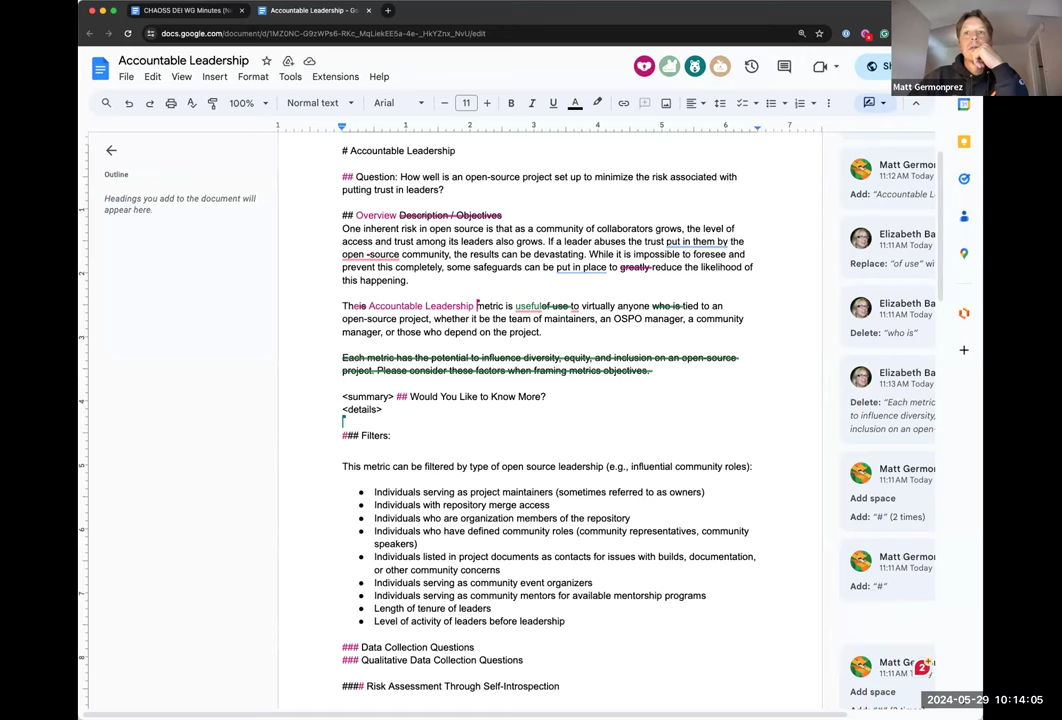 CHAOSS DEI WG Minutes (N
Accountable Leadership - Go
docs.google.com/document/d/1MZ0NC-G9zWPs6-RKc_MqLiekEE5a-4e-_HkYZnx_NvU/edit
Accountable Leadership
File Edit View Insert Format Tools Extensions Help
Sh
Matt Germonprez
100% Normal text Arial 11 B I U A
1 1 2 3 4 5 6 7
Outline
Headings you add to the document will
appear here.
# Accountable Leadership
## Question: How well is an open-source project set up to minimize the risk associated with
putting trust in leaders?
## Overview Description / Objectives
One inherent risk in open source is that as a community of collaborators grows, the level of
access and trust among its leaders also grows. If a leader abuses the trust put in them by the
open -source community, the results can be devastating. While it is impossible to foresee and
prevent this completely, some safeguards can be put in place to greatly reduce the likelihood of
this happening.
Theis Accountable Leadership metric is usefulof use to virtually anyone who is tied to an
open-source project, whether it be the team of maintainers, an OSPO manager, a community
manager, or those who depend on the project.
Each metric has the potential to influence diversity, equity, and inclusion on an open-source
project. Please consider these factors when framing metrics objectives.
<summary> ## Would You Like to Know More?
<details>
### Filters:
This metric can be filtered by type of open source leadership (e.g., influential community roles):
● Individuals serving as project maintainers (sometimes referred to as owners)
● Individuals with repository merge access
● Individuals who are organization members of the repository
● Individuals who have defined community roles (community representatives, community
speakers)
● Individuals listed in project documents as contacts for issues with builds, documentation,
or other community concerns
● Individuals serving as community event organizers
● Individuals serving as community mentors for available mentorship programs
● Length of tenure of leaders
● Level of activity of leaders before leadership
### Data Collection Questions
### Qualitative Data Collection Questions
#### Risk Assessment Through Self-Introspection
Matt Germon
11:12 AM Today
Add: "Accountable L
Elizabeth Ba
11:13 AM Today
Replace: "of use" wi
Elizabeth Ba
11:13 AM Today
Delete: "who is"
Elizabeth Ba
11:13 AM Today
Delete: "Each metric
of to influence diversity,
inclusion on an open-
Matt Germon
11:11 AM Today
Add space
Add: "#" (2 times)
Matt Germon
11:11 AM Today
Add: "#"
Matt Ge
2
11:11 AM
Add space
2024-05-29 10:14:05